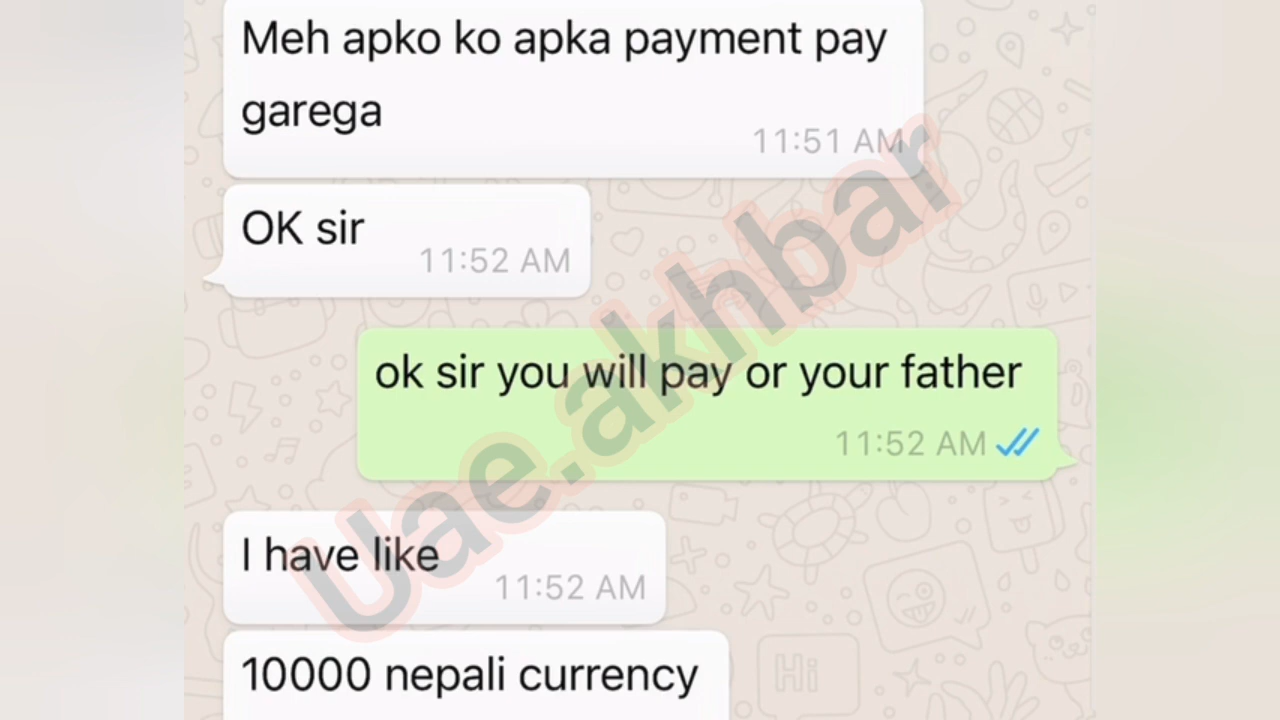 Meh apko ko apka payment pay
garega
11:51 AM
OK sir
11:52 AM
ok sir you will pay or your father
11:52 AM
I have like
11:52 AM
10000 nepali currency
Uae.akhbar
Hi